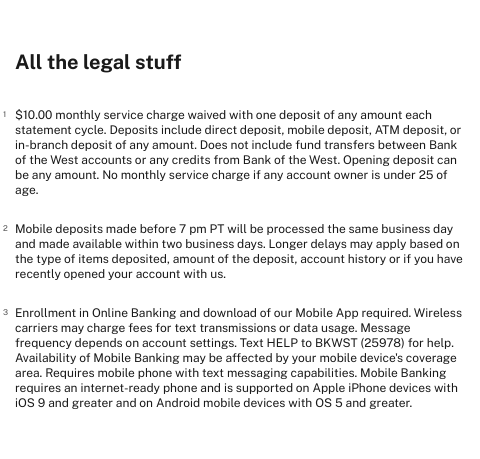 All the legal stuff
1 $10.00 monthly service charge waived with one deposit of any amount each
statement cycle. Deposits include direct deposit, mobile deposit, ATM deposit, or
in-branch deposit of any amount. Does not include fund transfers between Bank
of the West accounts or any credits from Bank of the West. Opening deposit can
be any amount. No monthly service charge if any account owner is under 25 of
age.
2 Mobile deposits made before 7 pm PT will be processed the same business day
and made available within two business days. Longer delays may apply based on
the type of items deposited, amount of the deposit, account history or if you have
recently opened your account with us.
3 Enrollment in Online Banking and download of our Mobile App required. Wireless
carriers may charge fees for text transmissions or data usage. Message
frequency depends on account settings. Text HELP to BKWST (25978) for help.
Availability of Mobile Banking may be affected by your mobile device's coverage
area. Requires mobile phone with text messaging capabilities. Mobile Banking
requires an internet-ready phone and is supported on Apple iPhone devices with
iOS 9 and greater and on Android mobile devices with OS 5 and greater.